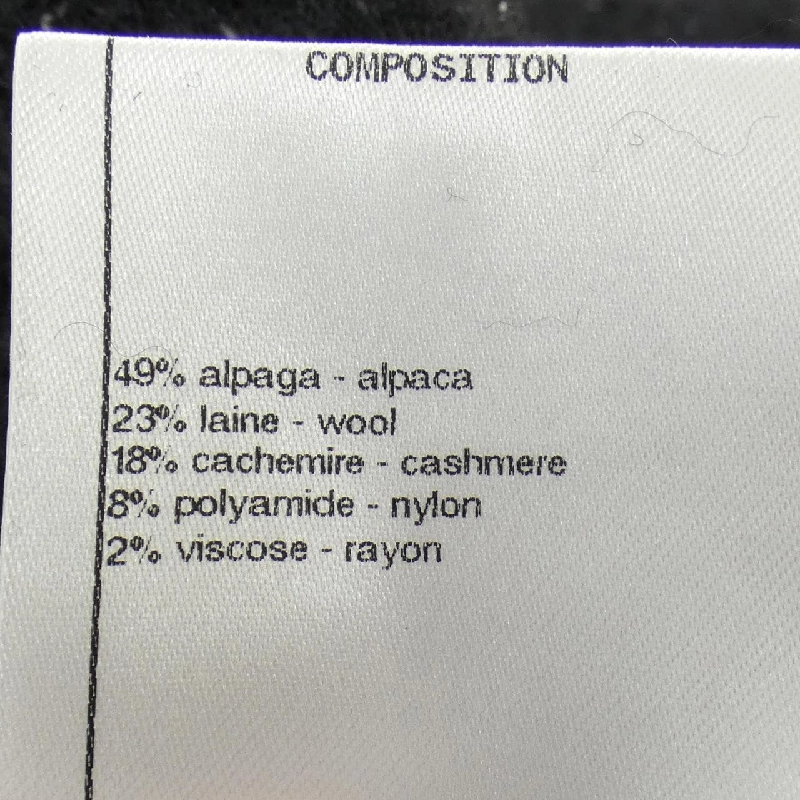 COMPOSITION
49% alpaga - alpaca
23% laine - wool
18% cachemire - cashmere
8% polyamide - nylon
2% viscose - rayon